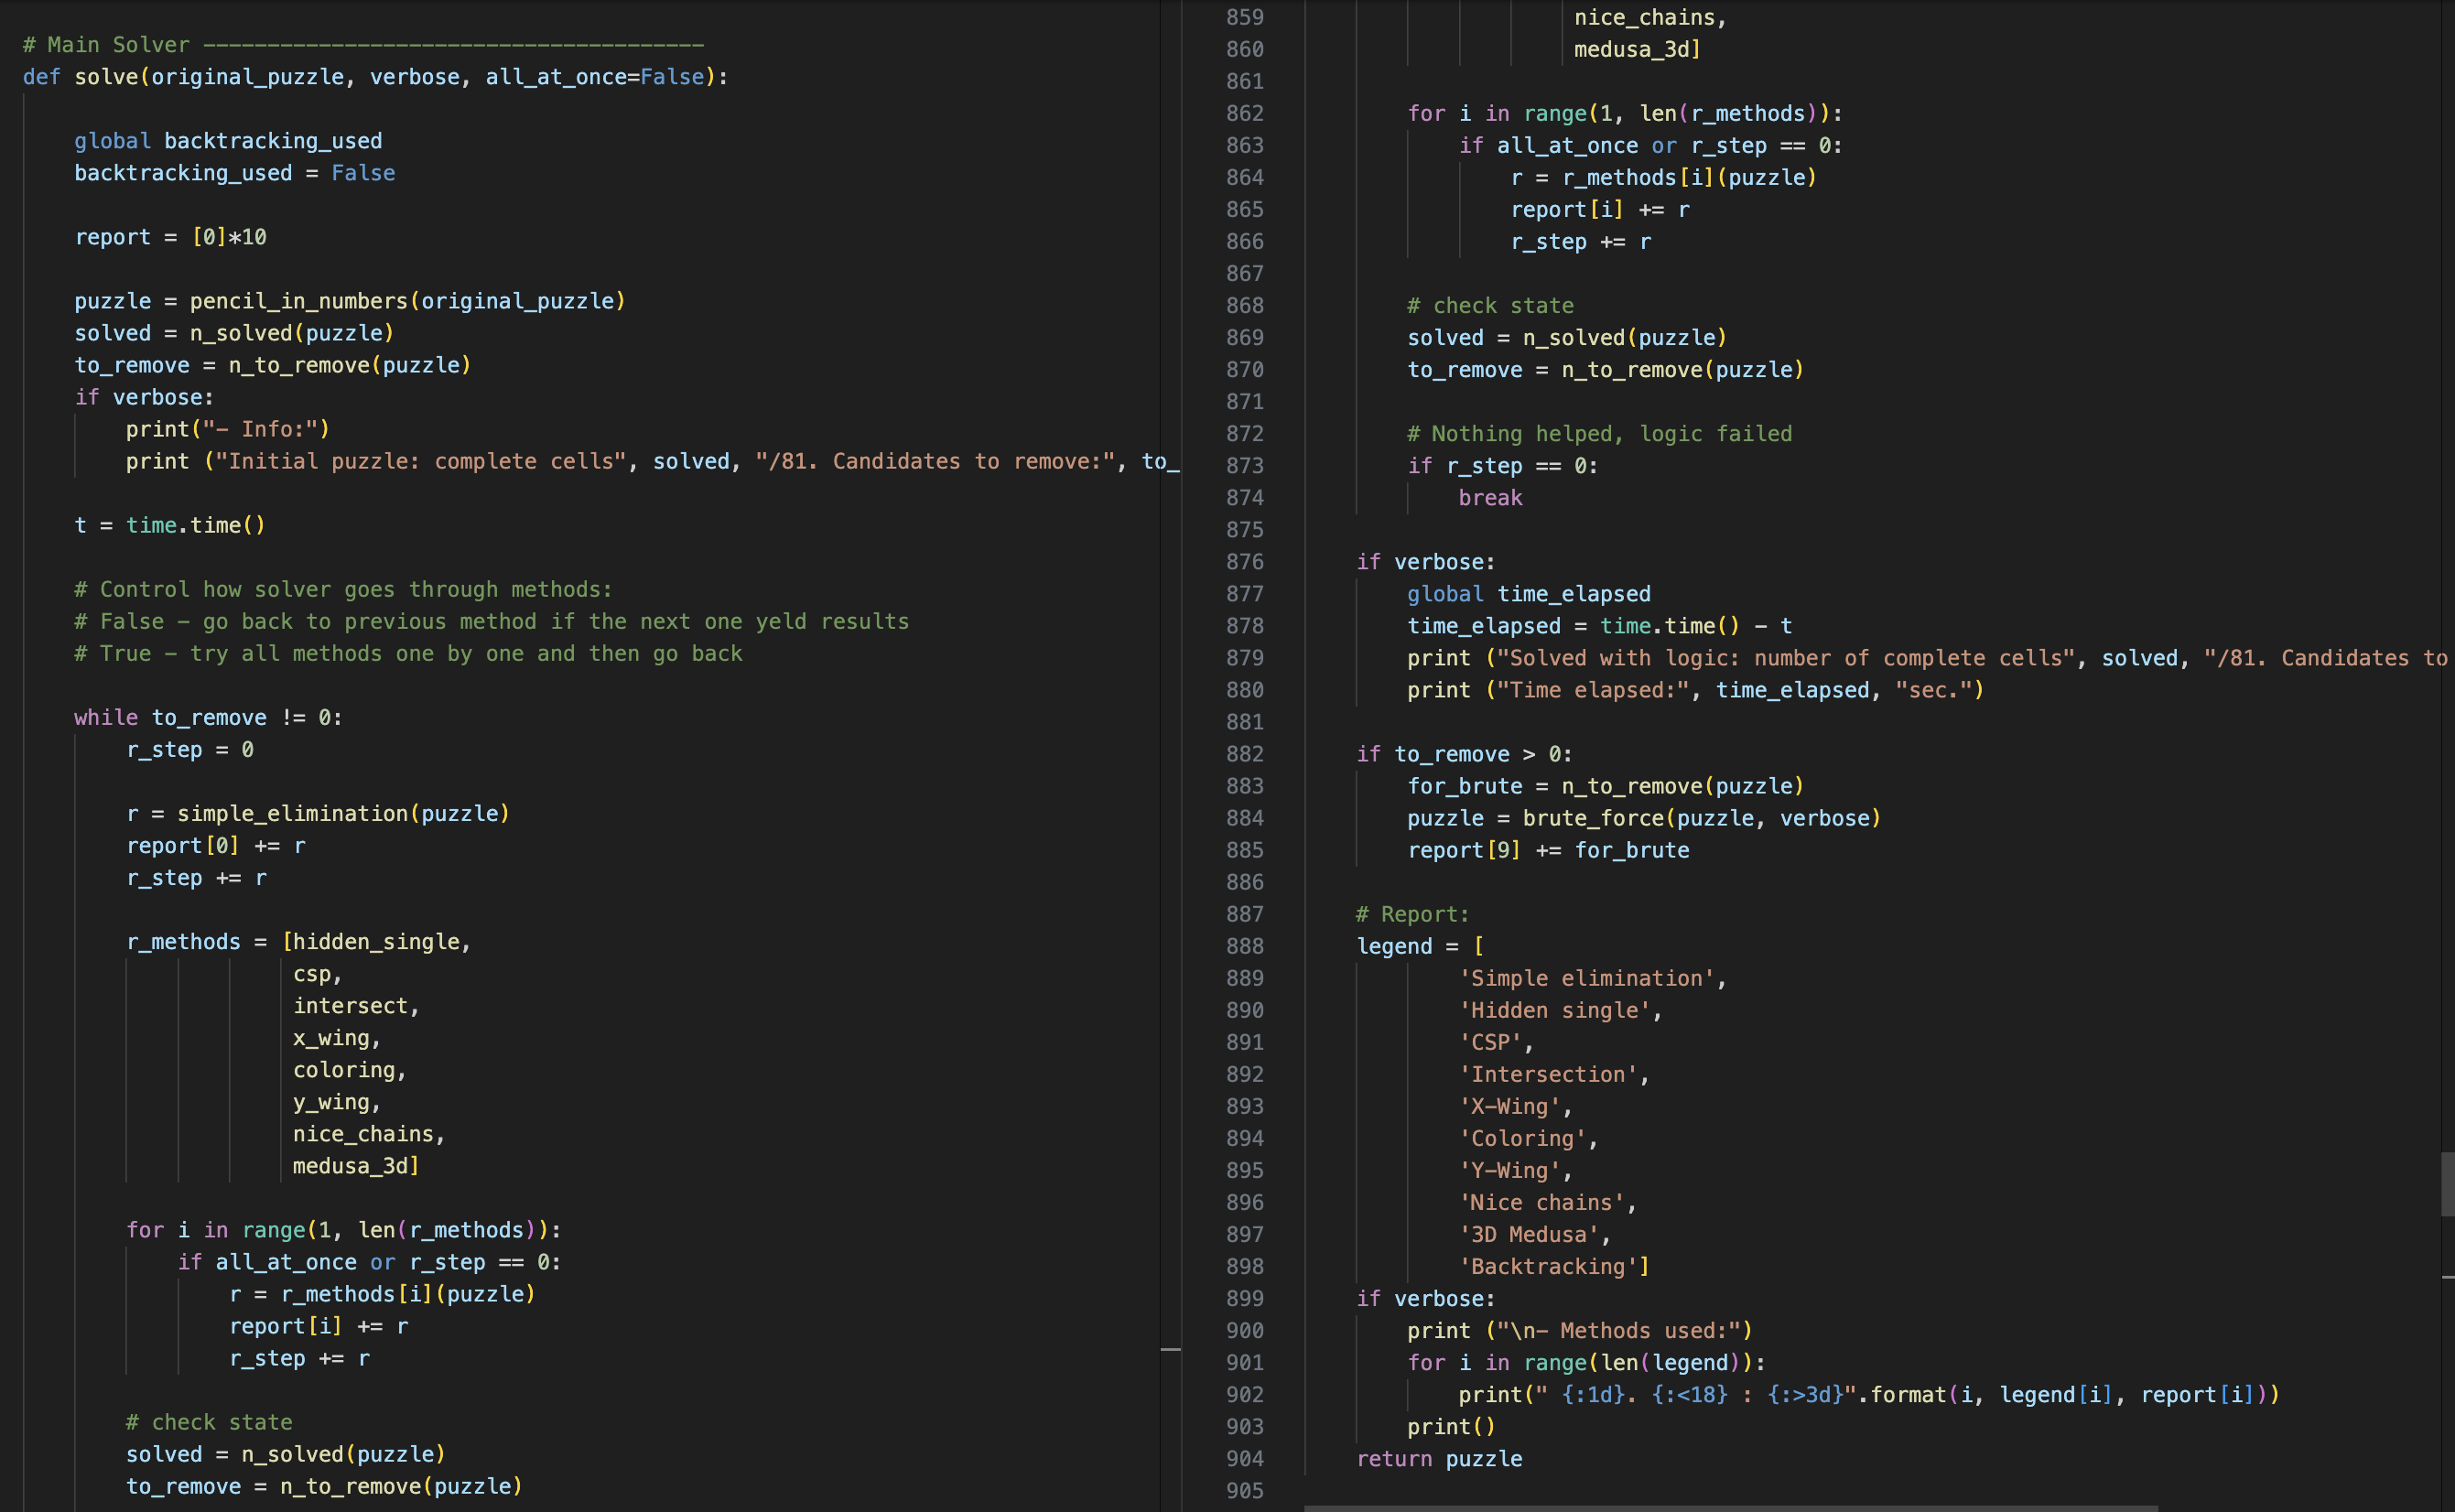 # Main Solver ---------------------------------------
def solve(original_puzzle, verbose, all_at_once=False):
    global backtracking_used
    backtracking_used = False
    report = [0]*10
    puzzle = pencil_in_numbers(original_puzzle)
    solved = n_solved(puzzle)
    to_remove = n_to_remove(puzzle)
    if verbose:
        print("- Info:")
        print ("Initial puzzle: complete cells", solved, "/81. Candidates to remove:", to_
    t = time.time()
    # Control how solver goes through methods:
    # False - go back to previous method if the next one yeld results
    # True - try all methods one by one and then go back
    while to_remove != 0:
        r_step = 0
        r = simple_elimination(puzzle)
        report[0] += r
        r_step += r
        r_methods = [hidden_single,
                     csp,
                     intersect,
                     x_wing,
                     coloring,
                     y_wing,
                     nice_chains,
                     medusa_3d]
        for i in range(1, len(r_methods)):
            if all_at_once or r_step == 0:
                r = r_methods[i](puzzle)
                report[i] += r
                r_step += r
        # check state
        solved = n_solved(puzzle)
        to_remove = n_to_remove(puzzle)
859                     nice_chains,
860                     medusa_3d]
861
862        for i in range(1, len(r_methods)):
863            if all_at_once or r_step == 0:
864                r = r_methods[i](puzzle)
865                report[i] += r
866                r_step += r
867
868        # check state
869        solved = n_solved(puzzle)
870        to_remove = n_to_remove(puzzle)
871
872        # Nothing helped, logic failed
873        if r_step == 0:
874            break
875
876    if verbose:
877        global time_elapsed
878        time_elapsed = time.time() - t
879        print ("Solved with logic: number of complete cells", solved, "/81. Candidates to
880        print ("Time elapsed:", time_elapsed, "sec.")
881
882    if to_remove > 0:
883        for_brute = n_to_remove(puzzle)
884        puzzle = brute_force(puzzle, verbose)
885        report[9] += for_brute
886
887    # Report:
888    legend = [
889            'Simple elimination',
890            'Hidden single',
891            'CSP',
892            'Intersection',
893            'X-Wing',
894            'Coloring',
895            'Y-Wing',
896            'Nice chains',
897            '3D Medusa',
898            'Backtracking']
899    if verbose:
900        print ("\n- Methods used:")
901        for i in range(len(legend)):
902            print(" {:1d}. {:<18} : {:>3d}".format(i, legend[i], report[i]))
903        print()
904    return puzzle
905